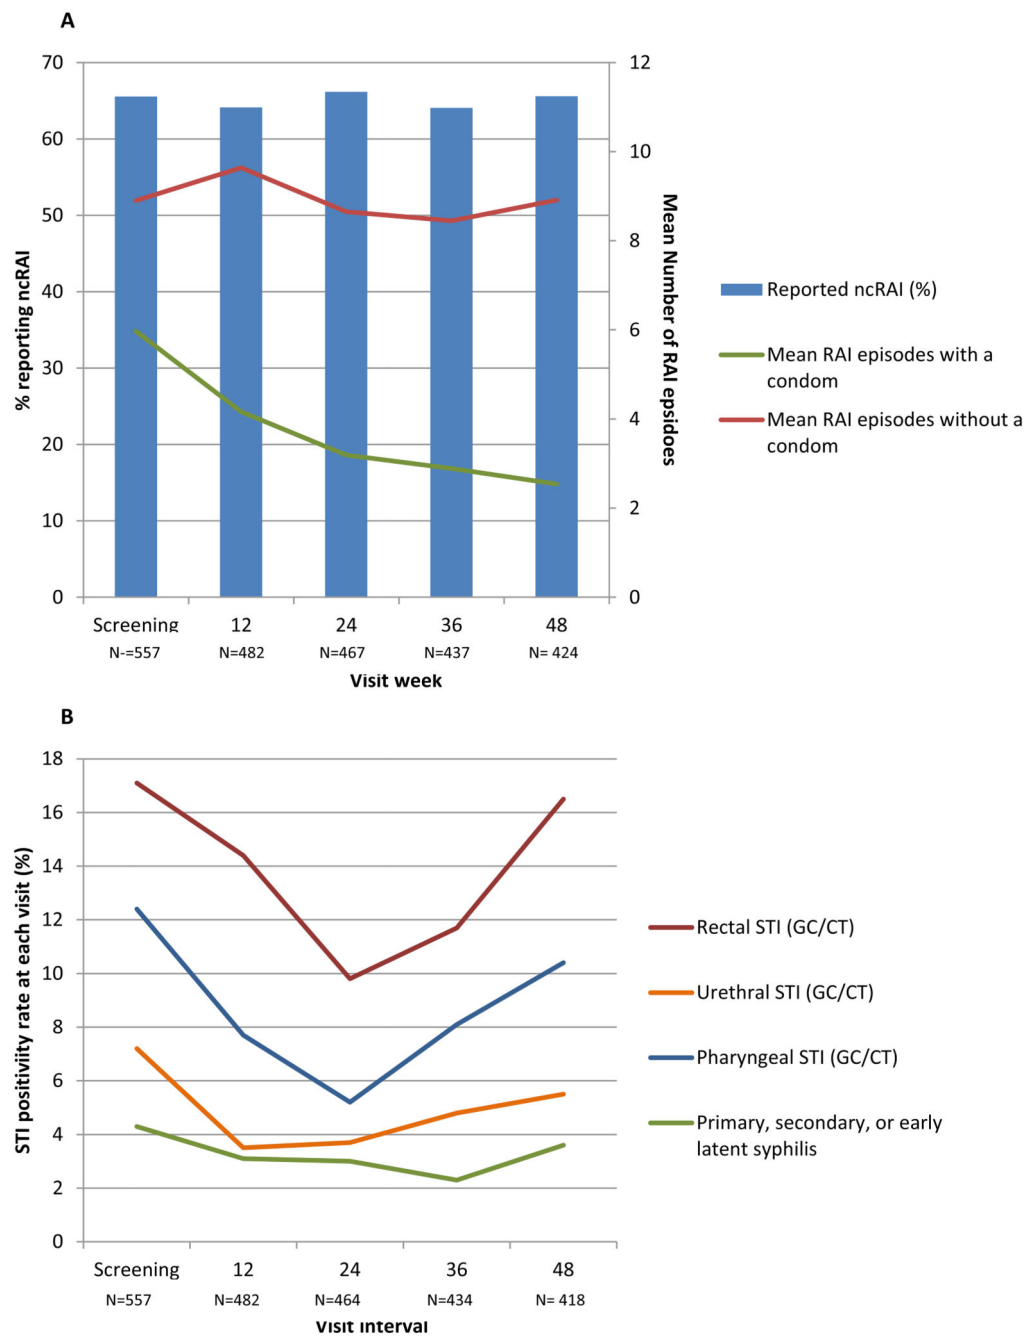 A
70
60
50
40
30
20
10
0
12
10
8
6
4
2
0
% reporting ncRAI
Mean Number of RAI epsidoes
Reported ncRAI (%)
Mean RAI episodes with a
condom
Mean RAI episodes without a
condom
Screening 12 24 36 48
N-=557 N=482 N=467 N=437 N= 424
Visit week
B
18
16
14
12
10
8
6
4
2
0
STI positiviity rate at each visit (%)
Rectal STI (GC/CT)
Urethral STI (GC/CT)
Pharyngeal STI (GC/CT)
Primary, secondary, or early
latent syphilis
Screening 12 24 36 48
N=557 N=482 N=464 N=434 N= 418
Visit interval